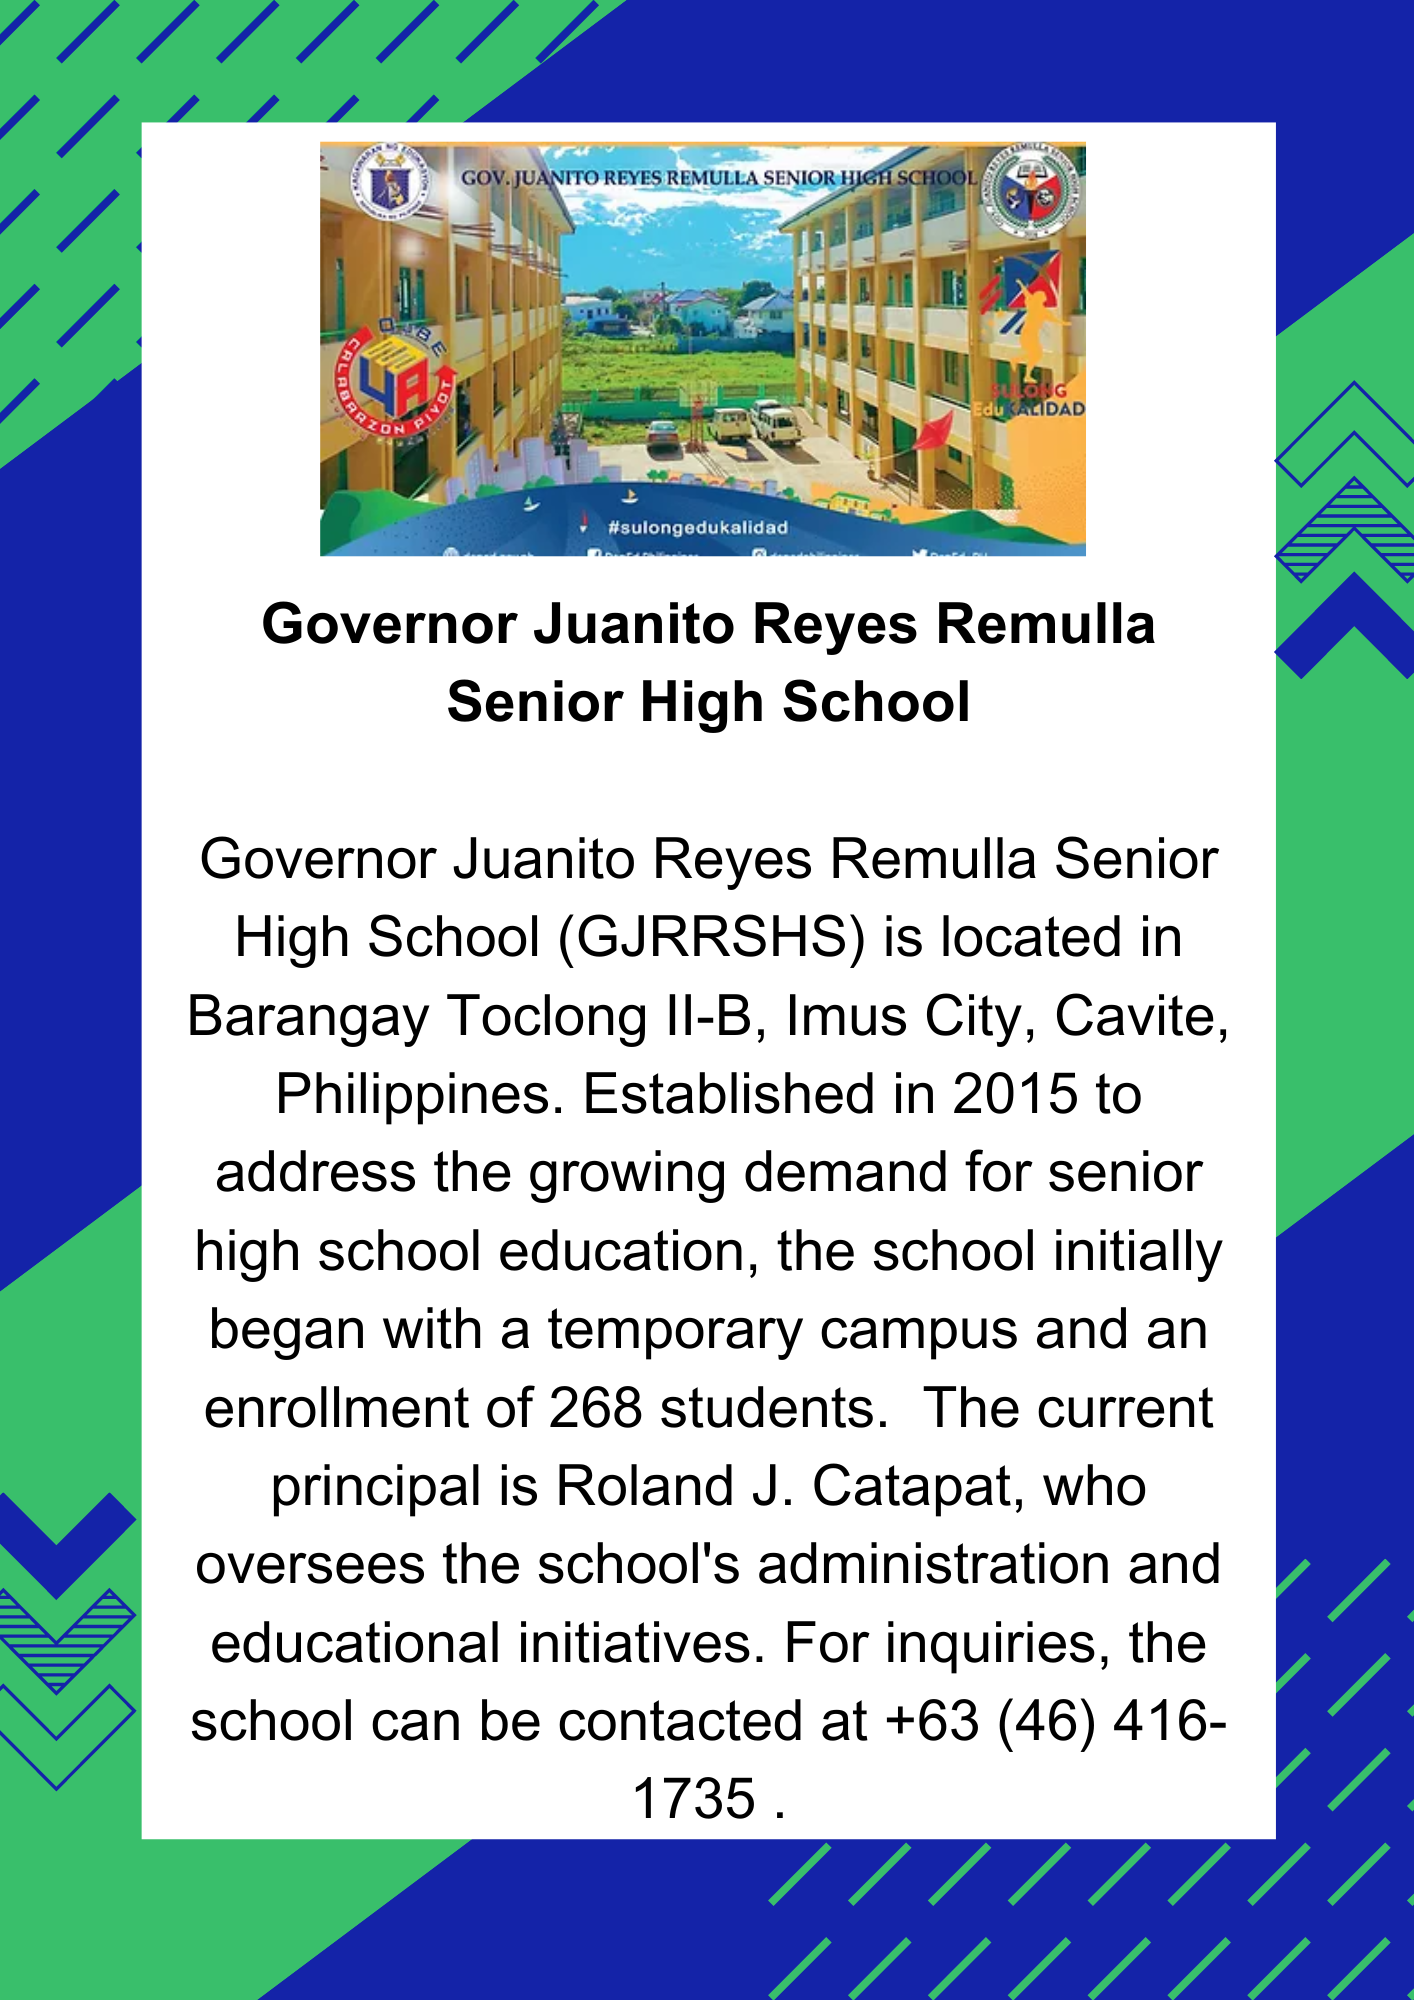 KAGAWARAN NG EDUKASYON
GOV. JUANITO REYES REMULLA SENIOR HIGH SCHOOL
OJBE
4A
CALABARZON PIVOT
SULONG
EduKALIDAD
#sulongedukalidad
Governor Juanito Reyes Remulla
Senior High School
Governor Juanito Reyes Remulla Senior
High School (GJRRSHS) is located in
Barangay Toclong II-B, Imus City, Cavite,
Philippines. Established in 2015 to
address the growing demand for senior
high school education, the school initially
began with a temporary campus and an
enrollment of 268 students.  The current
principal is Roland J. Catapat, who
oversees the school's administration and
educational initiatives. For inquiries, the
school can be contacted at +63 (46) 416-
1735 .